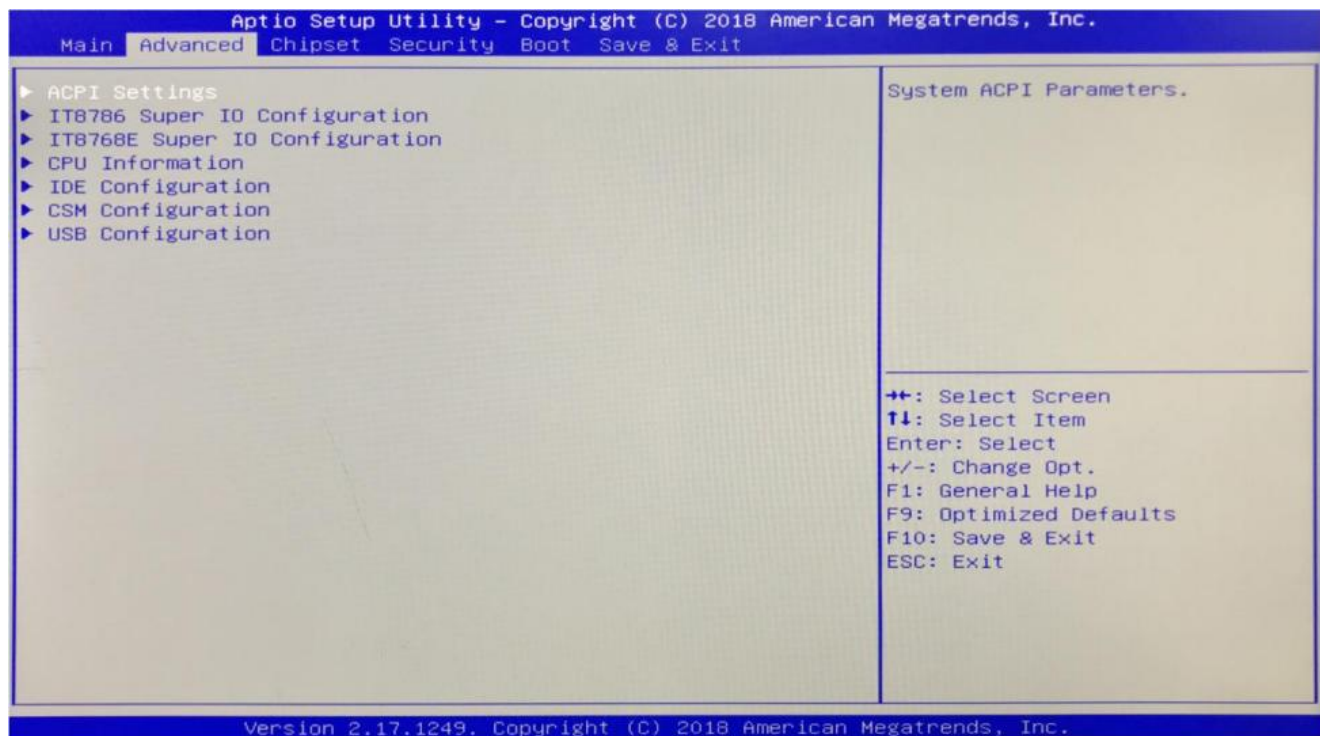 Aptio Setup Utility – Copyright (C) 2018 American Megatrends, Inc.
Main Advanced Chipset Security Boot Save & Exit
► ACPI Settings
► IT8786 Super IO Configuration
► IT8768E Super IO Configuration
► CPU Information
► IDE Configuration
► CSM Configuration
► USB Configuration
System ACPI Parameters.
→←: Select Screen
↑↓: Select Item
Enter: Select
+/-: Change Opt.
F1: General Help
F9: Optimized Defaults
F10: Save & Exit
ESC: Exit
Version 2.17.1249. Copyright (C) 2018 American Megatrends, Inc.